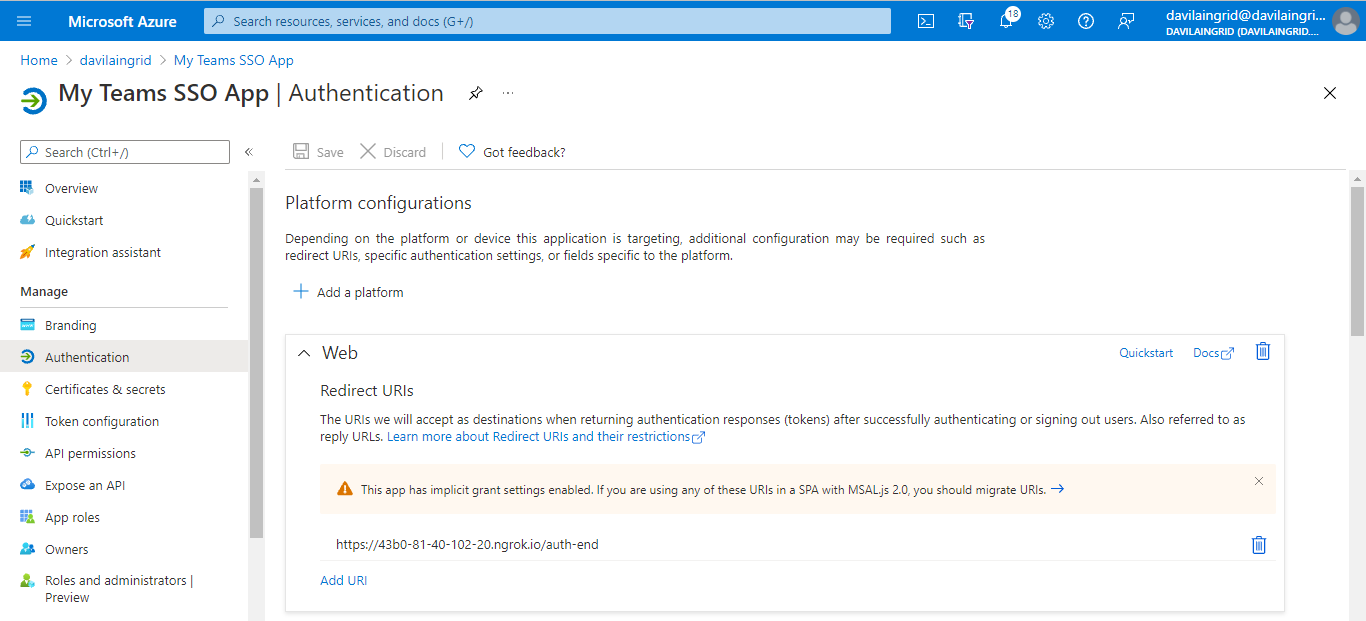 Microsoft Azure
Search resources, services, and docs (G+/)
18
davilaingrid@davilaingri...
DAVILAINGRID (DAVILAINGRID....
Home > davilaingrid > My Teams SSO App
My Teams SSO App | Authentication
...
Search (Ctrl+/)
«
Overview
Quickstart
Integration assistant
Manage
Branding
Authentication
Certificates & secrets
Token configuration
API permissions
Expose an API
App roles
Owners
Roles and administrators |
Preview
Save
Discard
Got feedback?
Platform configurations
Depending on the platform or device this application is targeting, additional configuration may be required such as
redirect URIs, specific authentication settings, or fields specific to the platform.
Add a platform
Web
Quickstart
Docs
Redirect URIs
The URIs we will accept as destinations when returning authentication responses (tokens) after successfully authenticating or signing out users. Also referred to as
reply URLs. Learn more about Redirect URIs and their restrictions
This app has implicit grant settings enabled. If you are using any of these URIs in a SPA with MSAL.js 2.0, you should migrate URIs.
https://43b0-81-40-102-20.ngrok.io/auth-end
Add URI